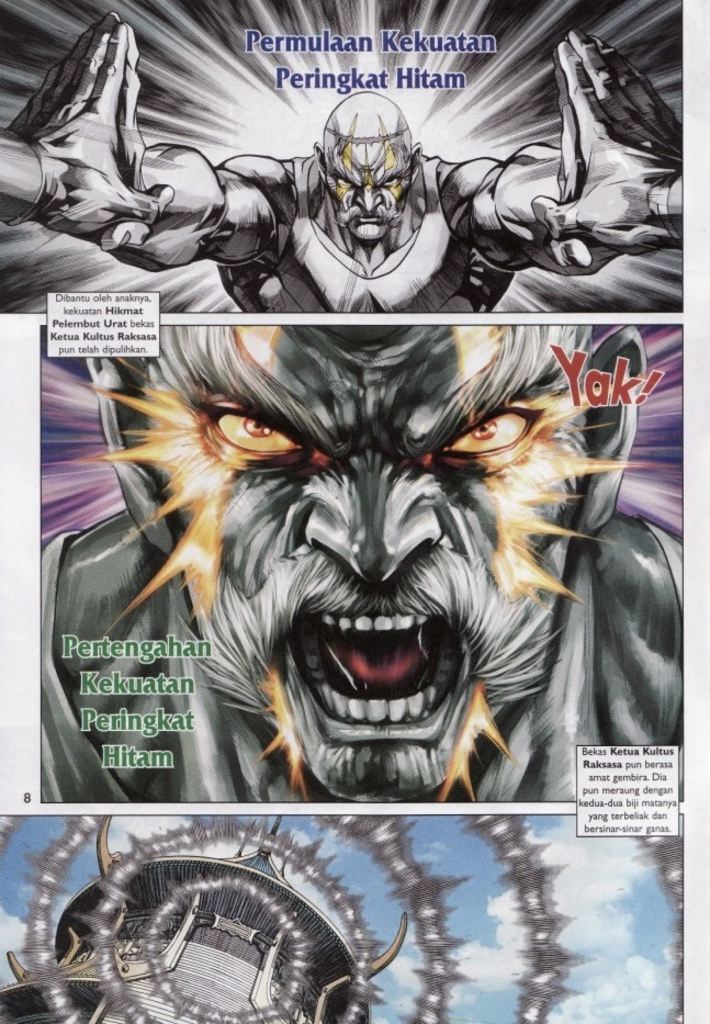 Permulaan Kekuatan
Peringkat Hitam
Dibantu oleh anaknya,
kekuatan Hikmat
Pelembut Urat bekas
Ketua Kultus Raksasa
pun telah dipulihkan.
Yak!
Pertengahan
Kekuatan
Peringkat
Hitam
Bekas Ketua Kultus
Raksasa pun berasa
amat gembira. Dia
pun meraung dengan
kedua-dua biji matanya
yang terbeliak dan
bersinar-sinar ganas.
8